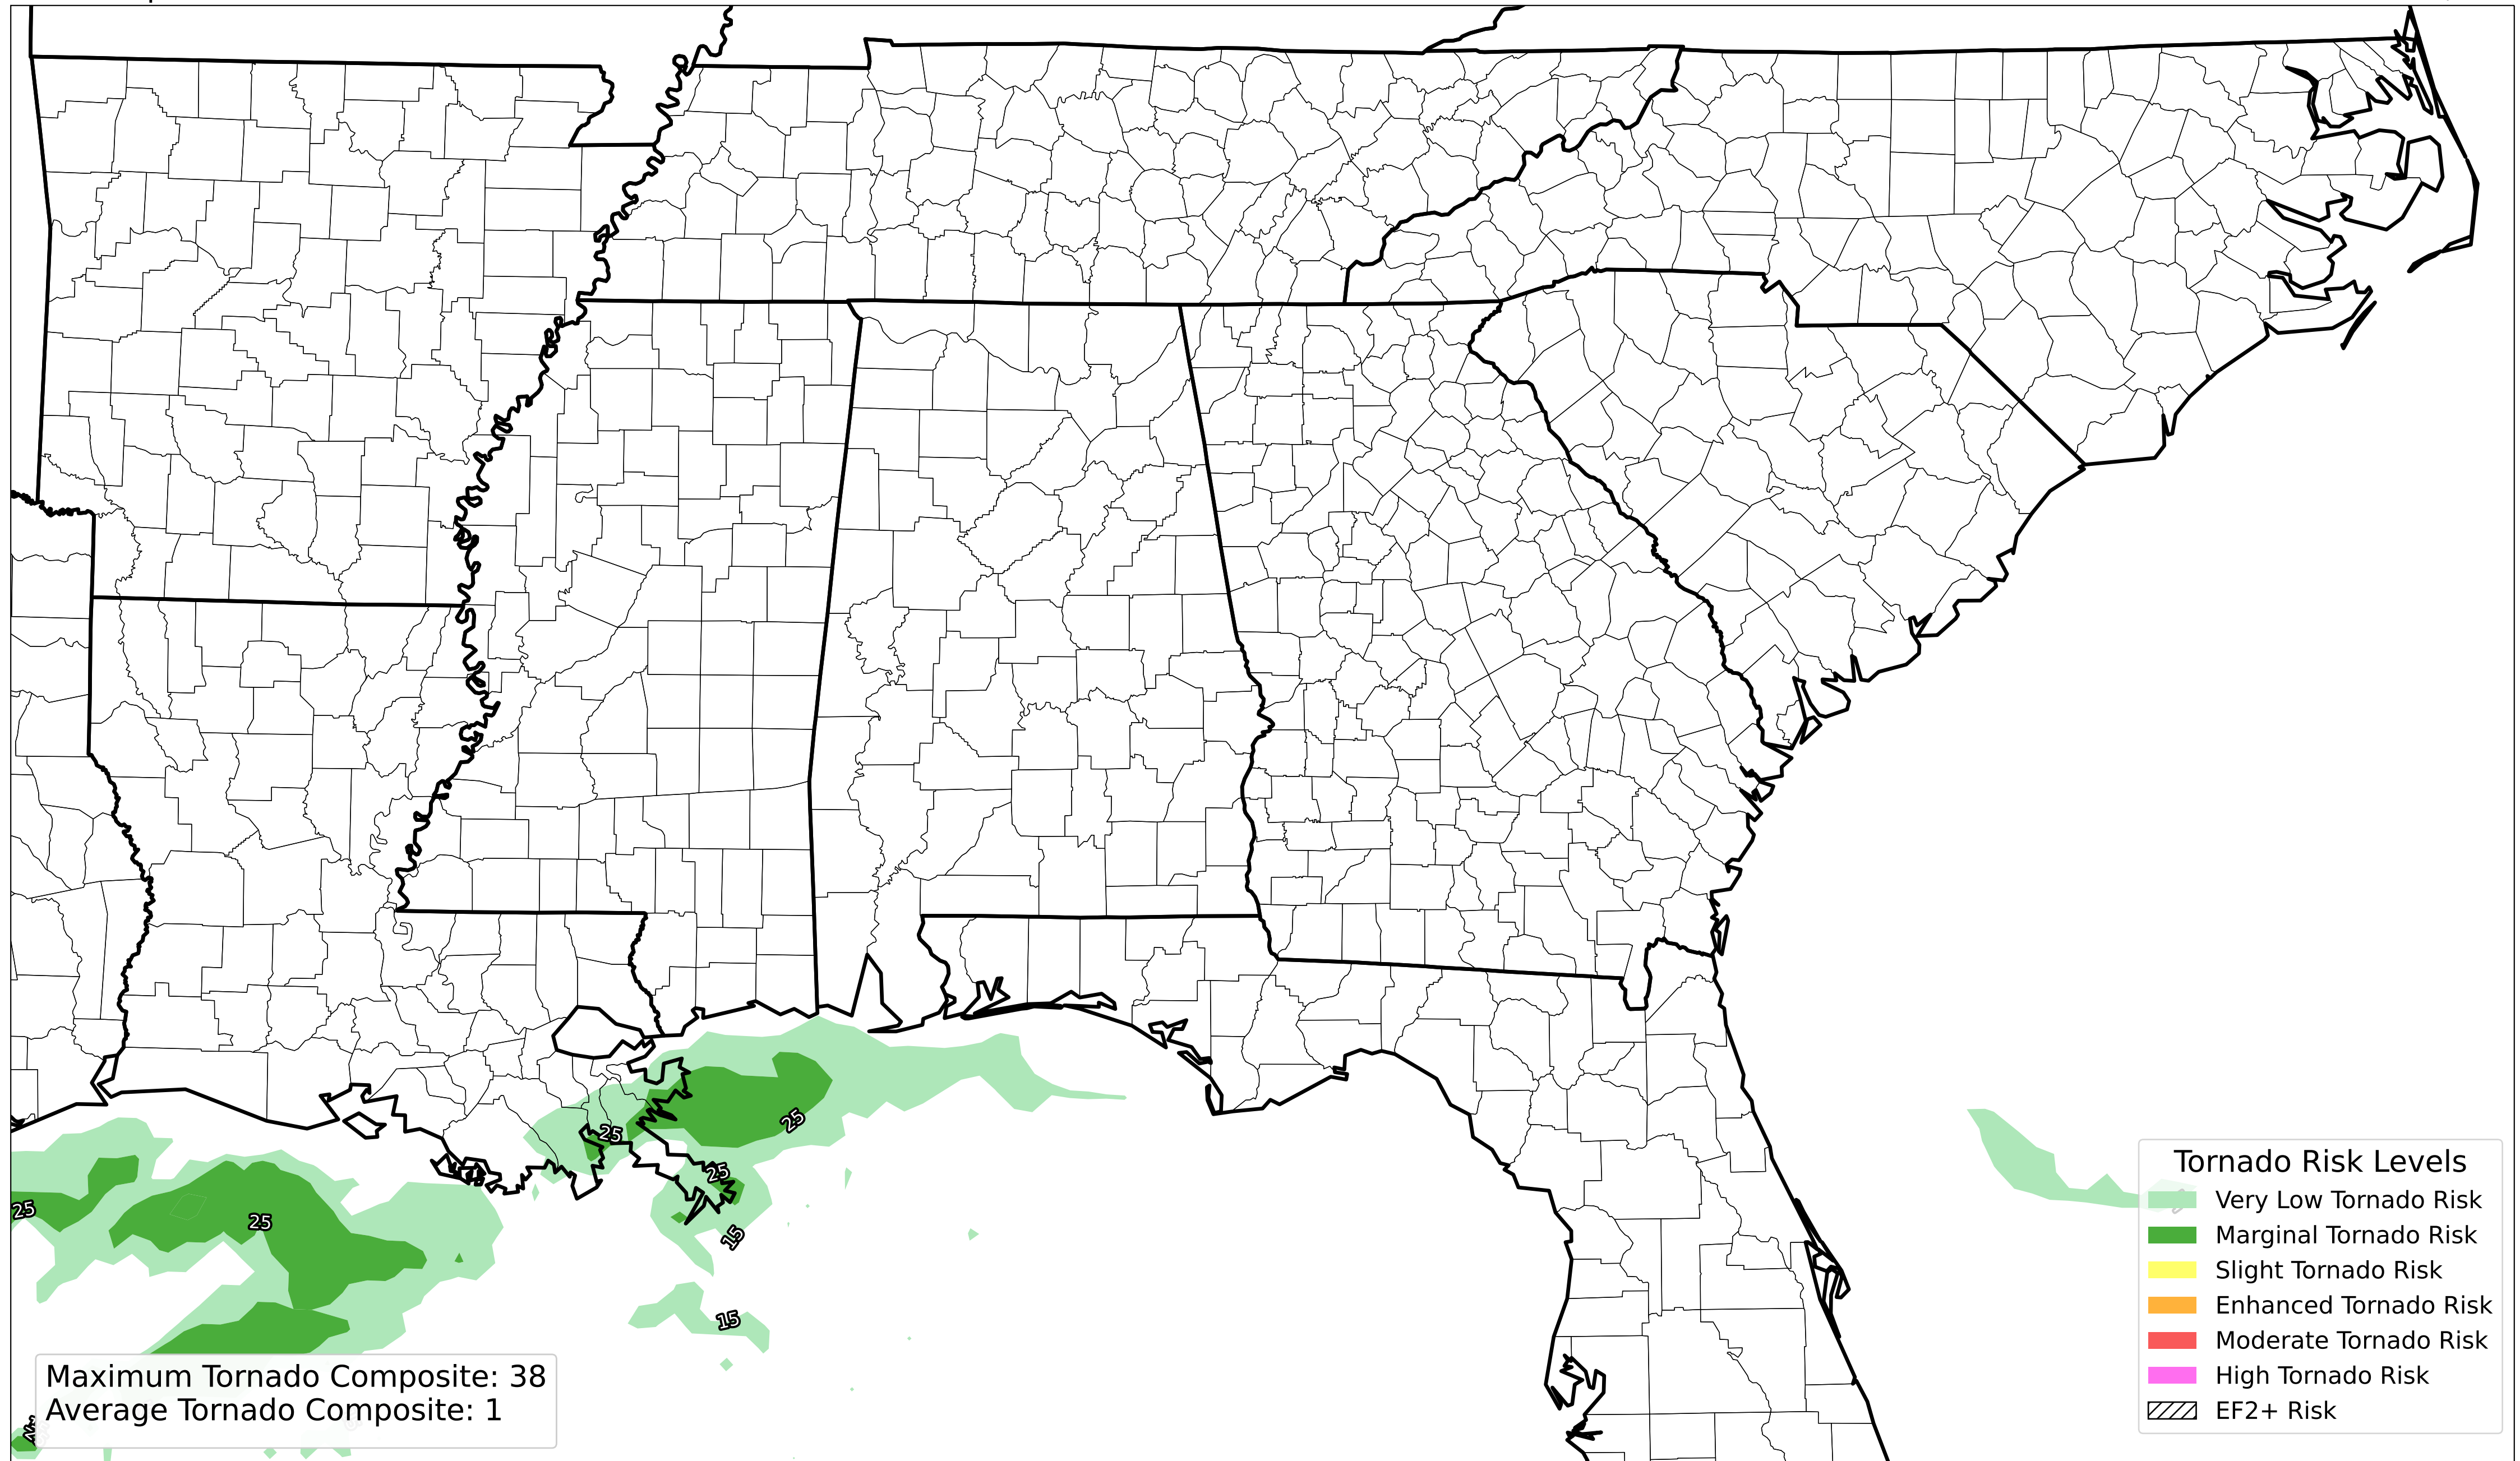 25
25
25
25
25
15
15
Maximum Tornado Composite: 38
Average Tornado Composite: 1
Tornado Risk Levels
Very Low Tornado Risk
Marginal Tornado Risk
Slight Tornado Risk
Enhanced Tornado Risk
Moderate Tornado Risk
High Tornado Risk
EF2+ Risk